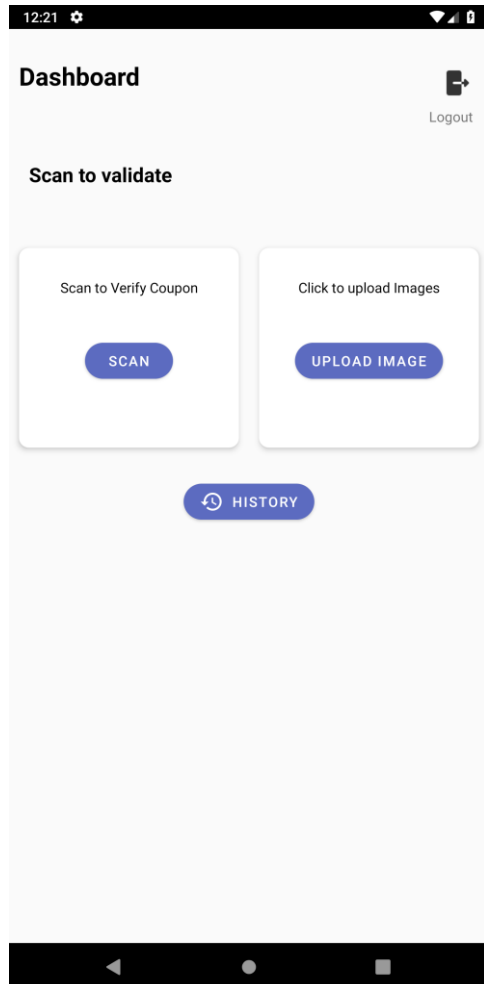 12:21
Dashboard
Logout
Scan to validate
Scan to Verify Coupon
SCAN
Click to upload Images
UPLOAD IMAGE
HISTORY